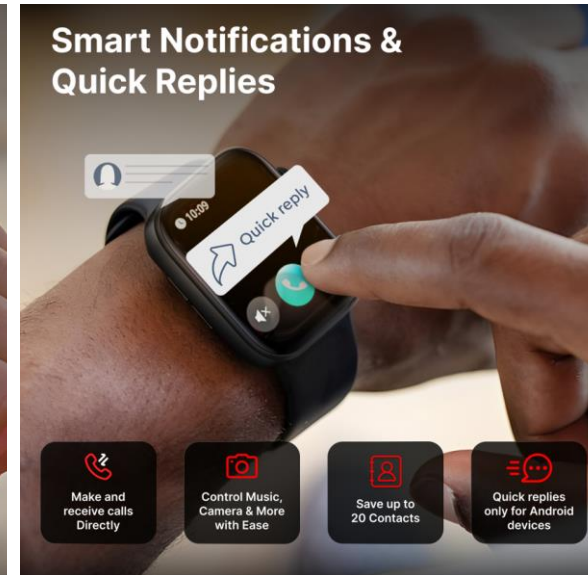 Smart Notifications &
Quick Replies
10:09
Quick reply
Make and
receive calls
Directly
Control Music,
Camera & More
with Ease
Save up to
20 Contacts
Quick replies
only for Android
devices